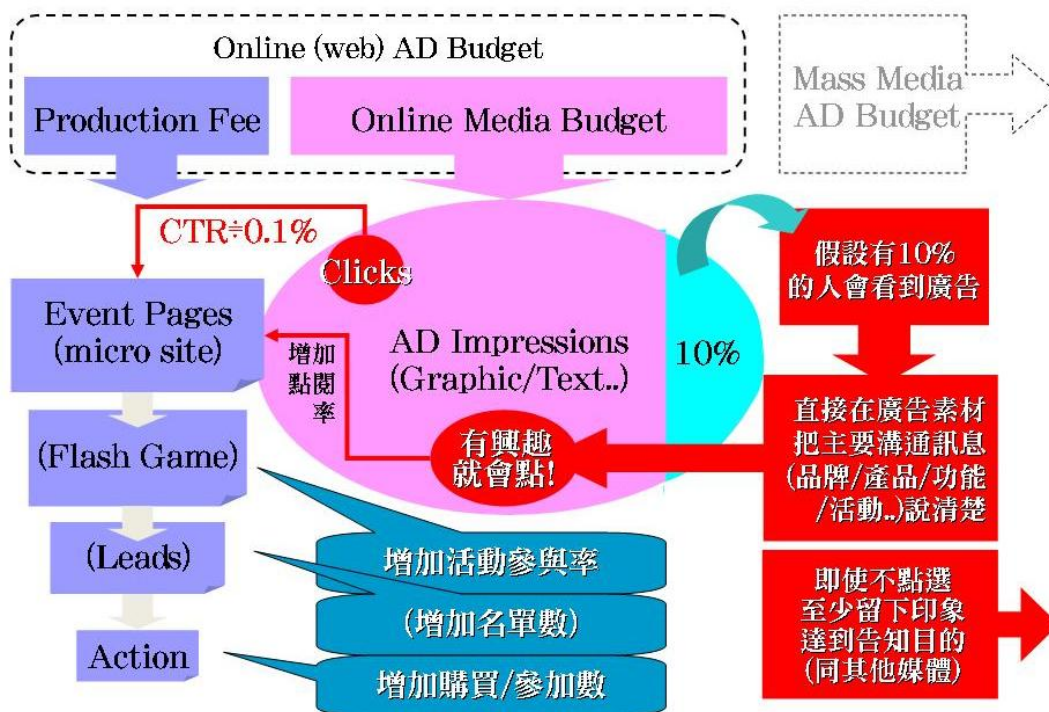 Online (web) AD Budget
Production Fee
Online Media Budget
Mass Media
AD Budget
CTR≒0.1%
Clicks
Event Pages
(micro site)
增加
點閱
率
AD Impressions
(Graphic/Text..)
10%
假設有10%
的人會看到廣告
(Flash Game)
有興趣
就會點!
直接在廣告素材
把主要溝通訊息
(品牌/產品/功能
/活動..)說清楚
(Leads)
Action
增加活動參與率
(增加名單數)
增加購買/參加數
即使不點選
至少留下印象
達到告知目的
(同其他媒體)